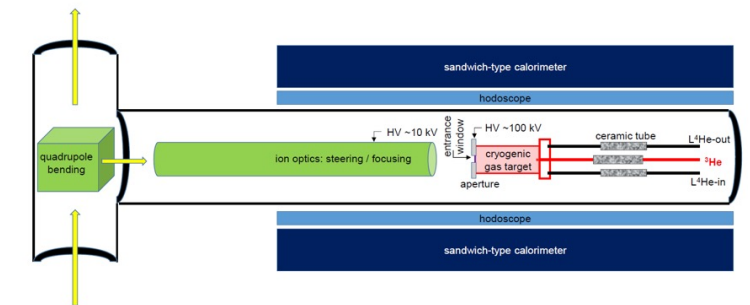 sandwich-type calorimeter
hodoscope
HV ~10 kV
entrance
window
HV ~100 kV
ceramic tube
L⁴He-out
quadrupole
bending
ion optics: steering / focusing
cryogenic
gas target
³He
aperture
L⁴He-in
hodoscope
sandwich-type calorimeter